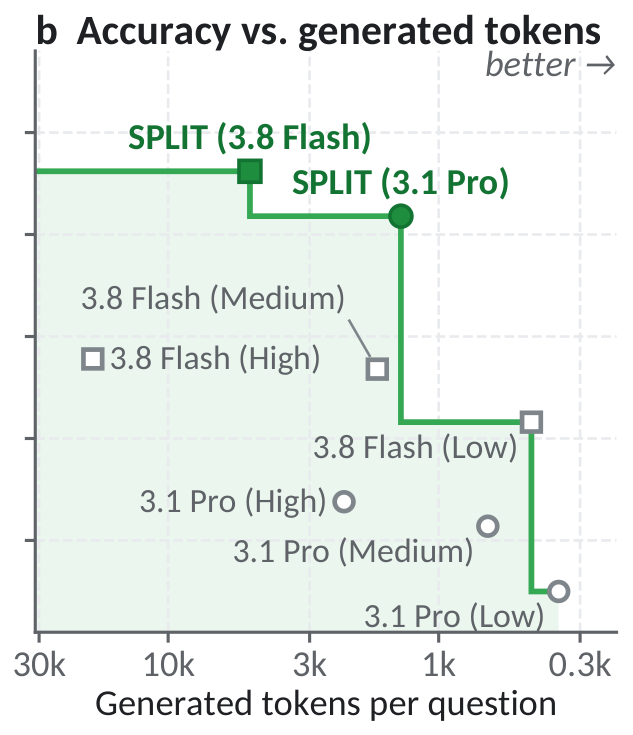 b Accuracy vs. generated tokens
better →
SPLIT (3.8 Flash)
SPLIT (3.1 Pro)
3.8 Flash (Medium)
3.8 Flash (High)
3.8 Flash (Low)
3.1 Pro (High)
3.1 Pro (Medium)
3.1 Pro (Low)
30k 10k 3k 1k 0.3k
Generated tokens per question